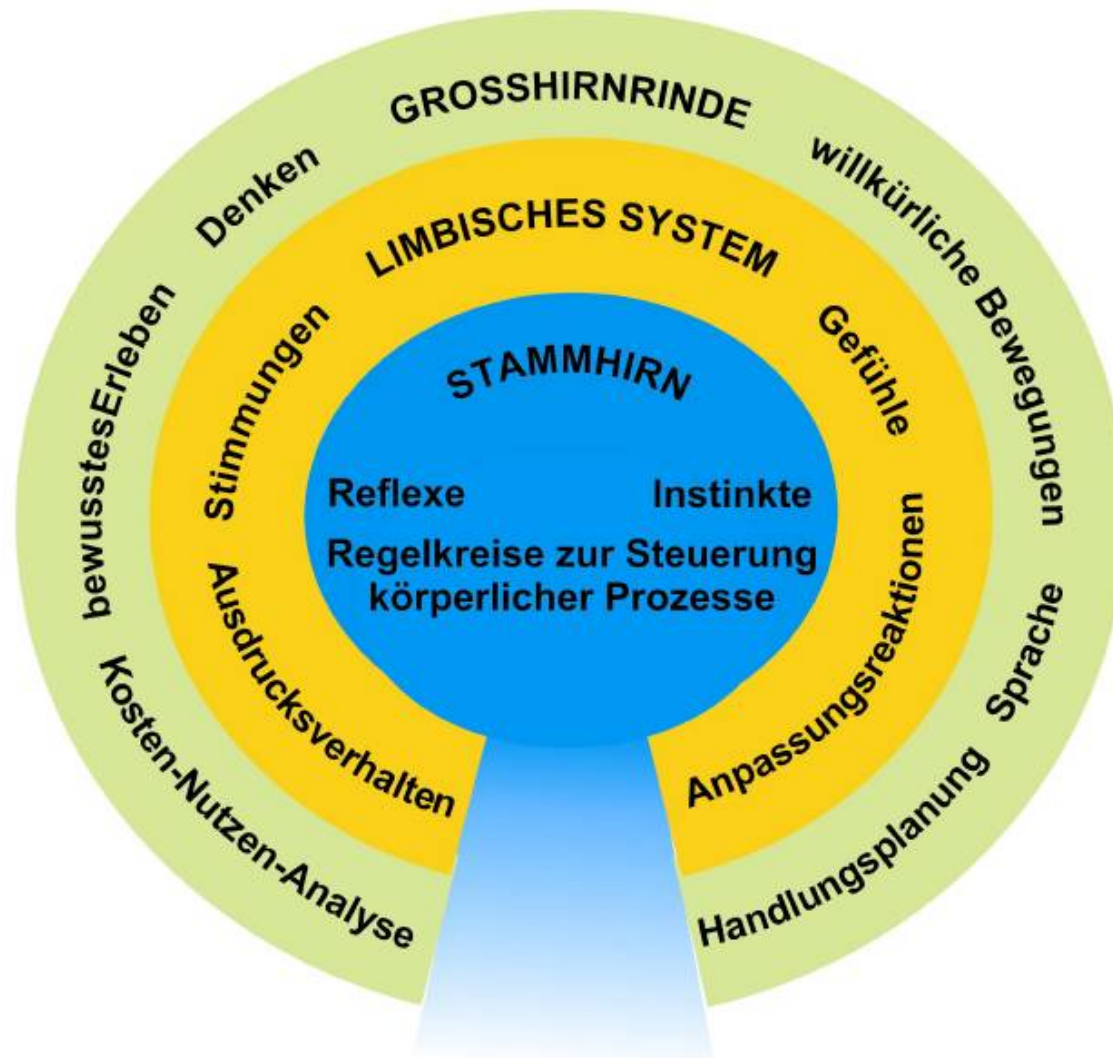 GROSSHIRNRINDE
Denken
willkürliche Bewegungen
bewusstesErleben
Sprache
Kosten-Nutzen-Analyse
Handlungsplanung
LIMBISCHES SYSTEM
Stimmungen
Gefühle
Ausdrucksverhalten
Anpassungsreaktionen
STAMMHIRN
Reflexe
Instinkte
Regelkreise zur Steuerung
körperlicher Prozesse